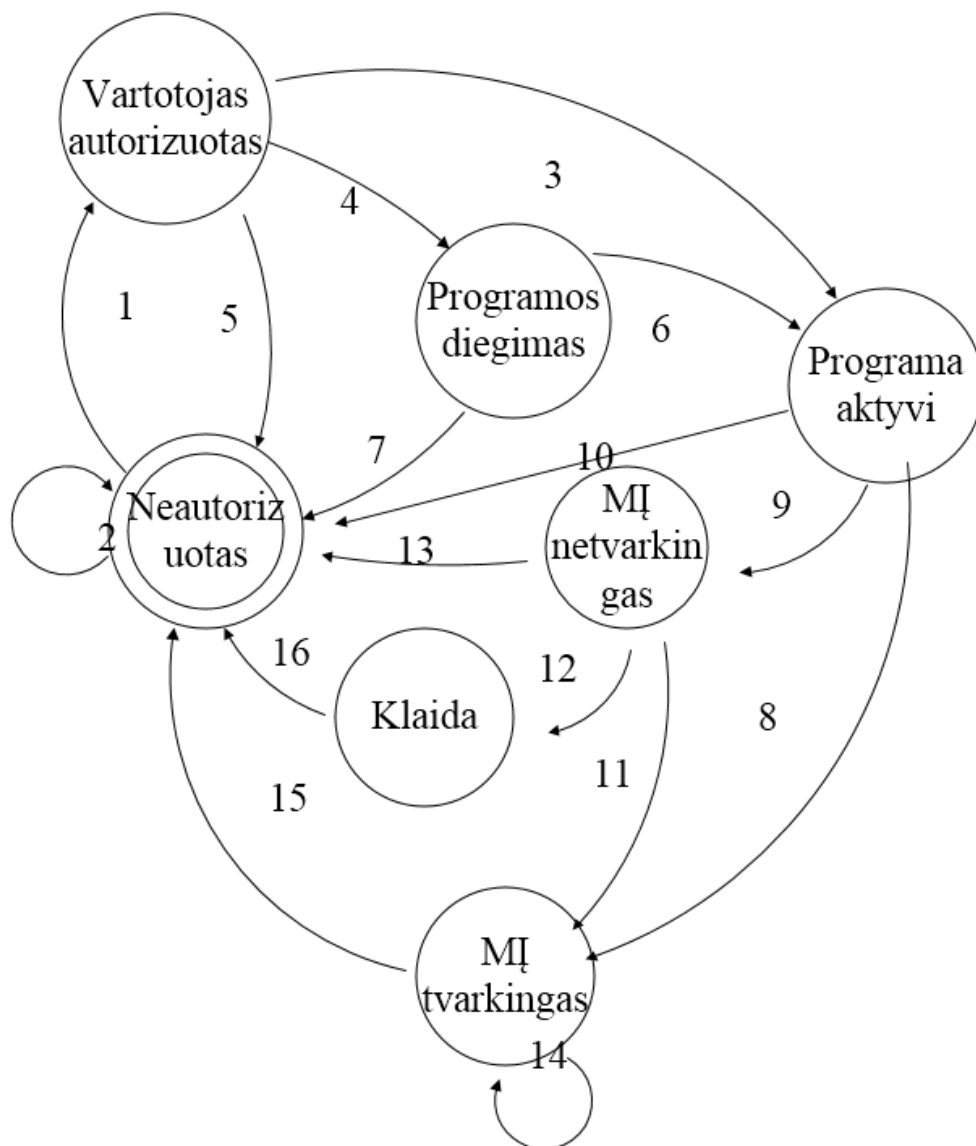 Vartotojas
autorizuotas
3
4
Programos
diegimas
1
5
6
Programa
aktyvi
7
10
Neautoriz
uotas
2
MĮ
netvarkin
gas
9
13
16
12
Klaida
8
11
15
MĮ
tvarkingas
14